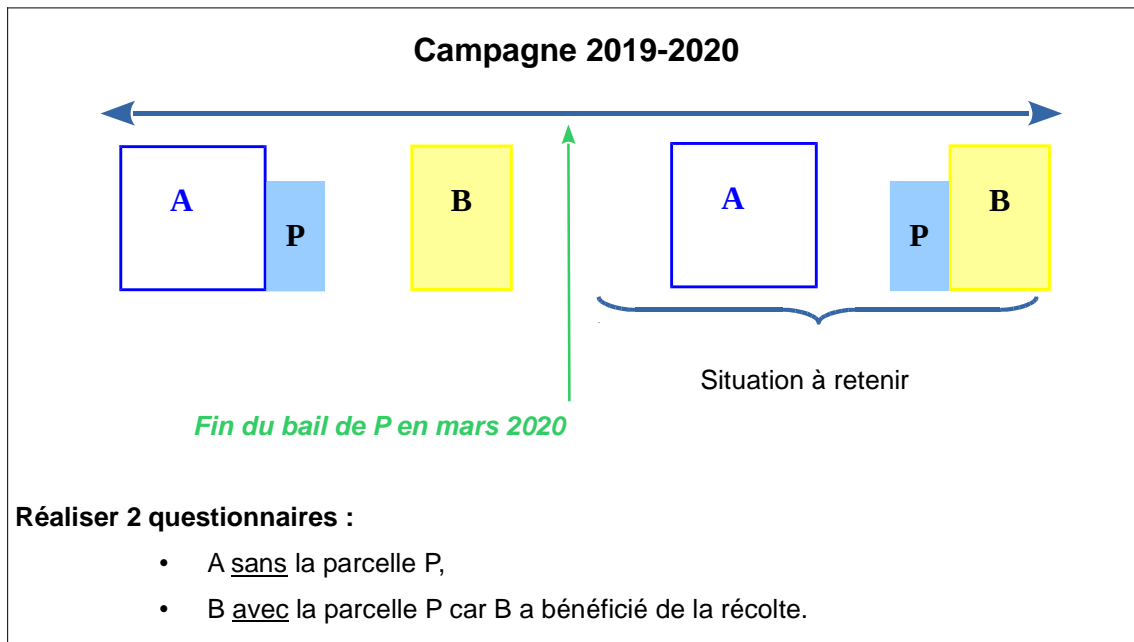 Campagne 2019-2020
A
P
B
A
P
B
Situation à retenir
Fin du bail de P en mars 2020
Réaliser 2 questionnaires :
• A sans la parcelle P,
• B avec la parcelle P car B a bénéficié de la récolte.